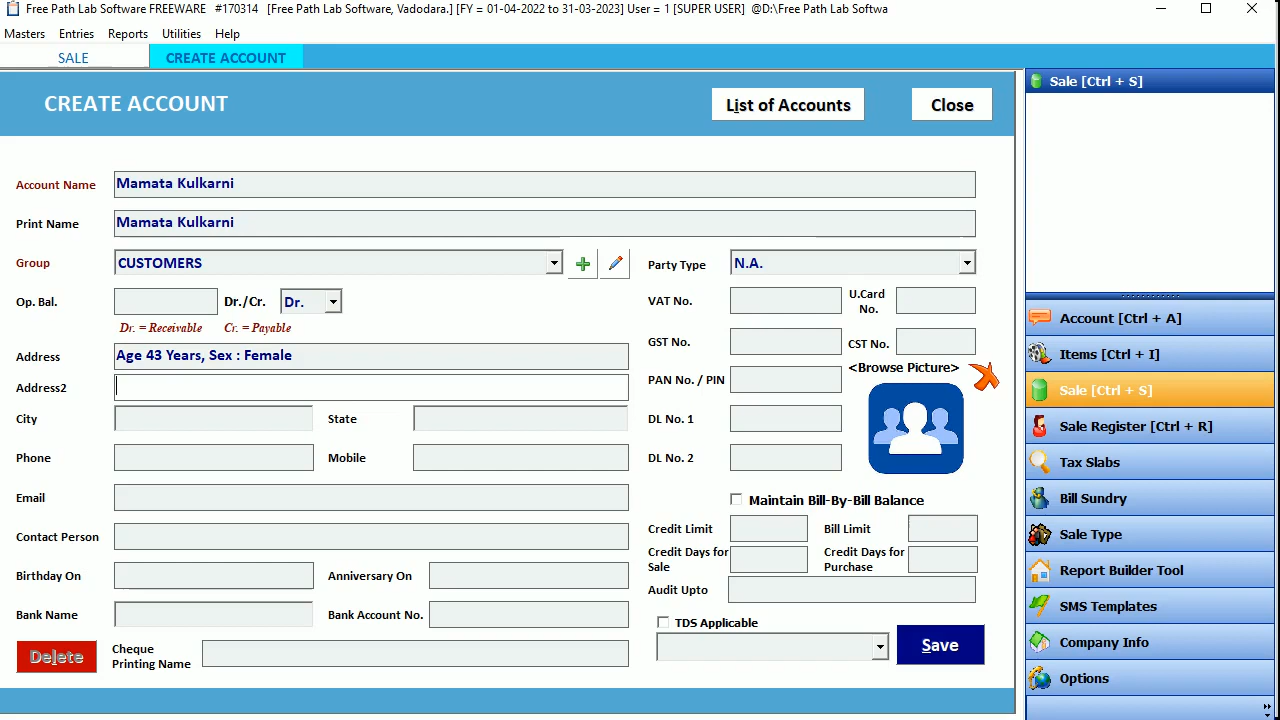 Free Path Lab Software FREEWARE #170314 [Free Path Lab Software, Vadodara.] [FY = 01-04-2022 to 31-03-2023] User = 1 [SUPER USER] @D:\Free Path Lab Softwa
Masters Entries Reports Utilities Help
SALE CREATE ACCOUNT
CREATE ACCOUNT
List of Accounts
Close
Account Name Mamata Kulkarni
Print Name Mamata Kulkarni
Group CUSTOMERS
Party Type N.A.
Op. Bal. Dr./Cr. Dr.
Dr. = Receivable Cr. = Payable
VAT No. U.Card No.
GST No. CST No.
Address Age 43 Years, Sex : Female
Address2
PAN No. / PIN <Browse Picture>
City State
DL No. 1
Phone Mobile
DL No. 2
Email
Maintain Bill-By-Bill Balance
Contact Person
Credit Limit Bill Limit
Credit Days for Sale Credit Days for Purchase
Birthday On Anniversary On
Audit Upto
Bank Name Bank Account No.
TDS Applicable
Delete Cheque Printing Name
Save
Sale [Ctrl + S]
Account [Ctrl + A]
Items [Ctrl + I]
Sale [Ctrl + S]
Sale Register [Ctrl + R]
Tax Slabs
Bill Sundry
Sale Type
Report Builder Tool
SMS Templates
Company Info
Options